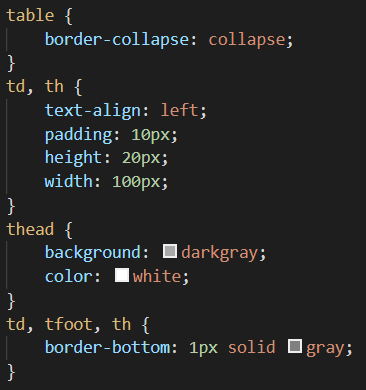 table {
    border-collapse: collapse;
}
td, th {
    text-align: left;
    padding: 10px;
    height: 20px;
    width: 100px;
}
thead {
    background: darkgray;
    color: white;
}
td, tfoot, th {
    border-bottom: 1px solid gray;
}